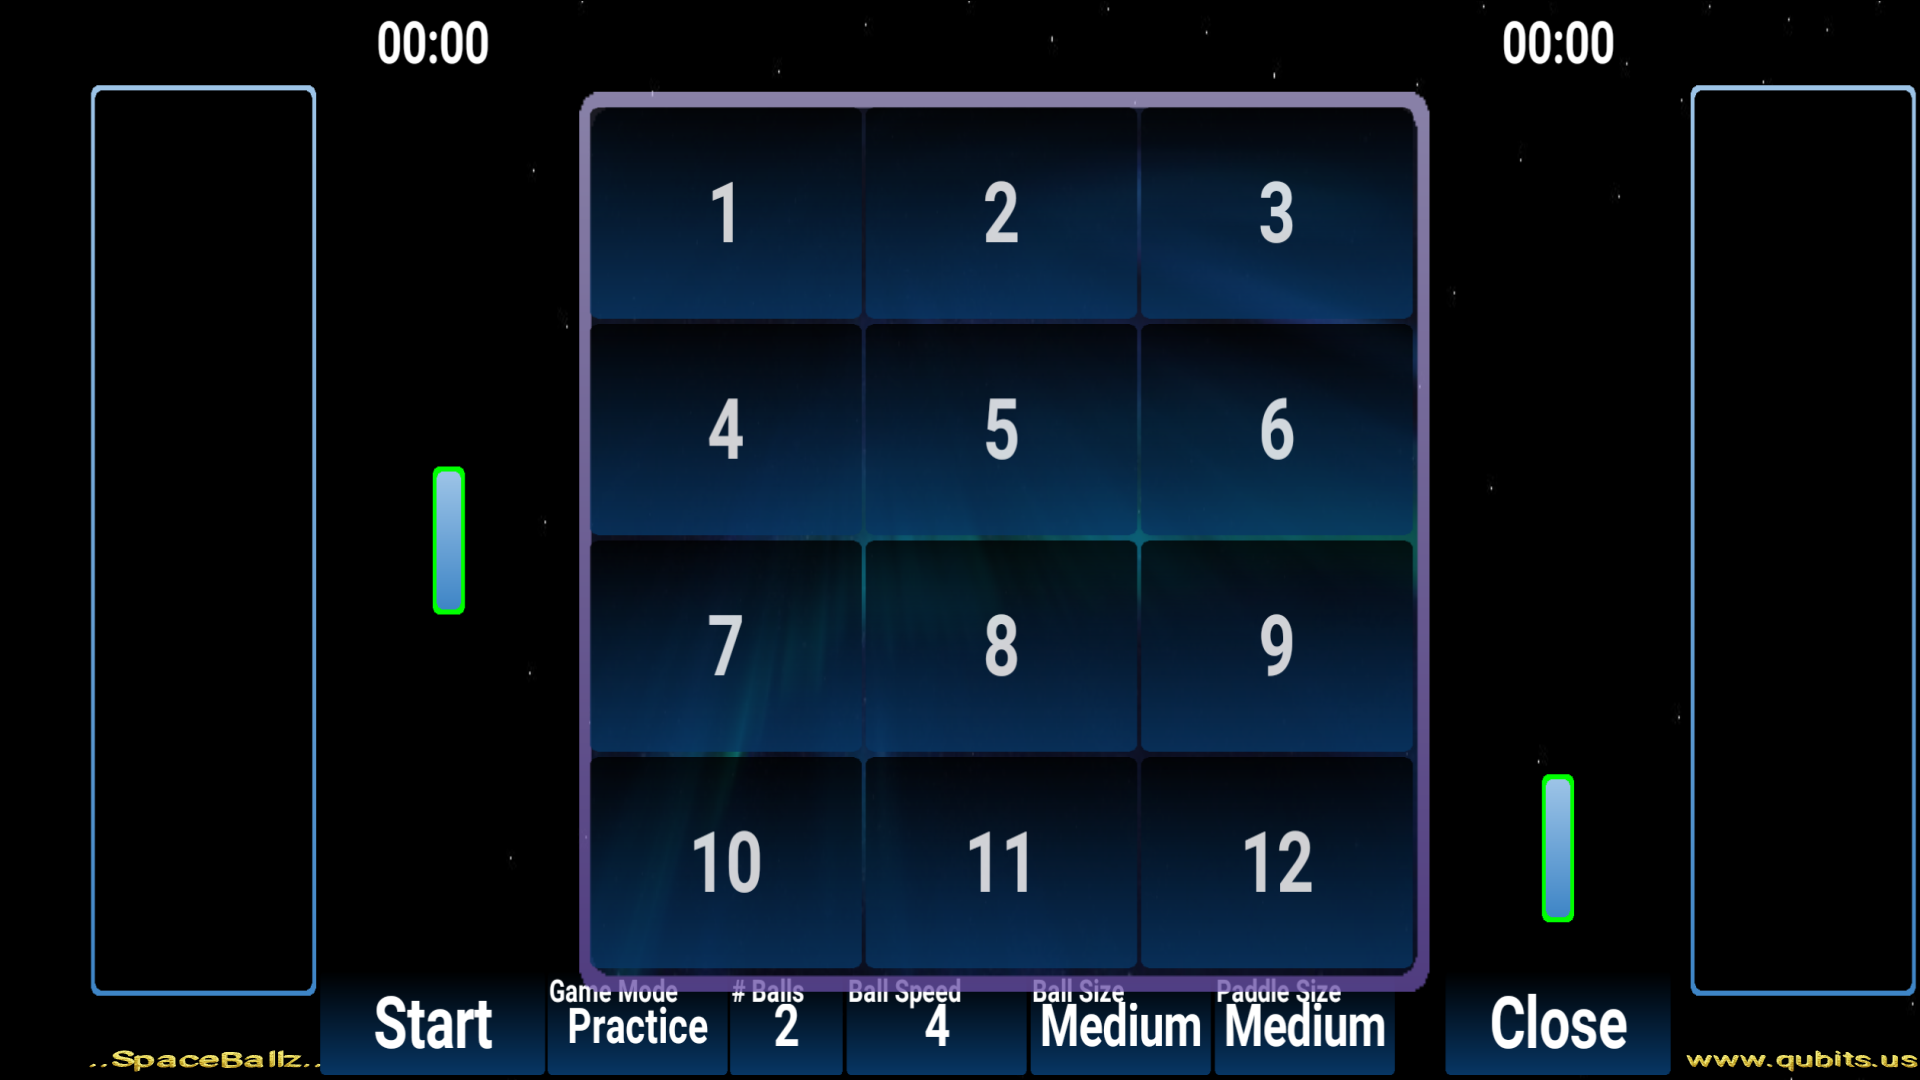 00:00 00:00
1 2 3
4 5 6
7 8 9
10 11 12
Game Mode # Balls Ball Speed Ball Size Paddle Size
Start Practice 2 4 Medium Medium Close
..SpaceBallz.. www.qubits.us